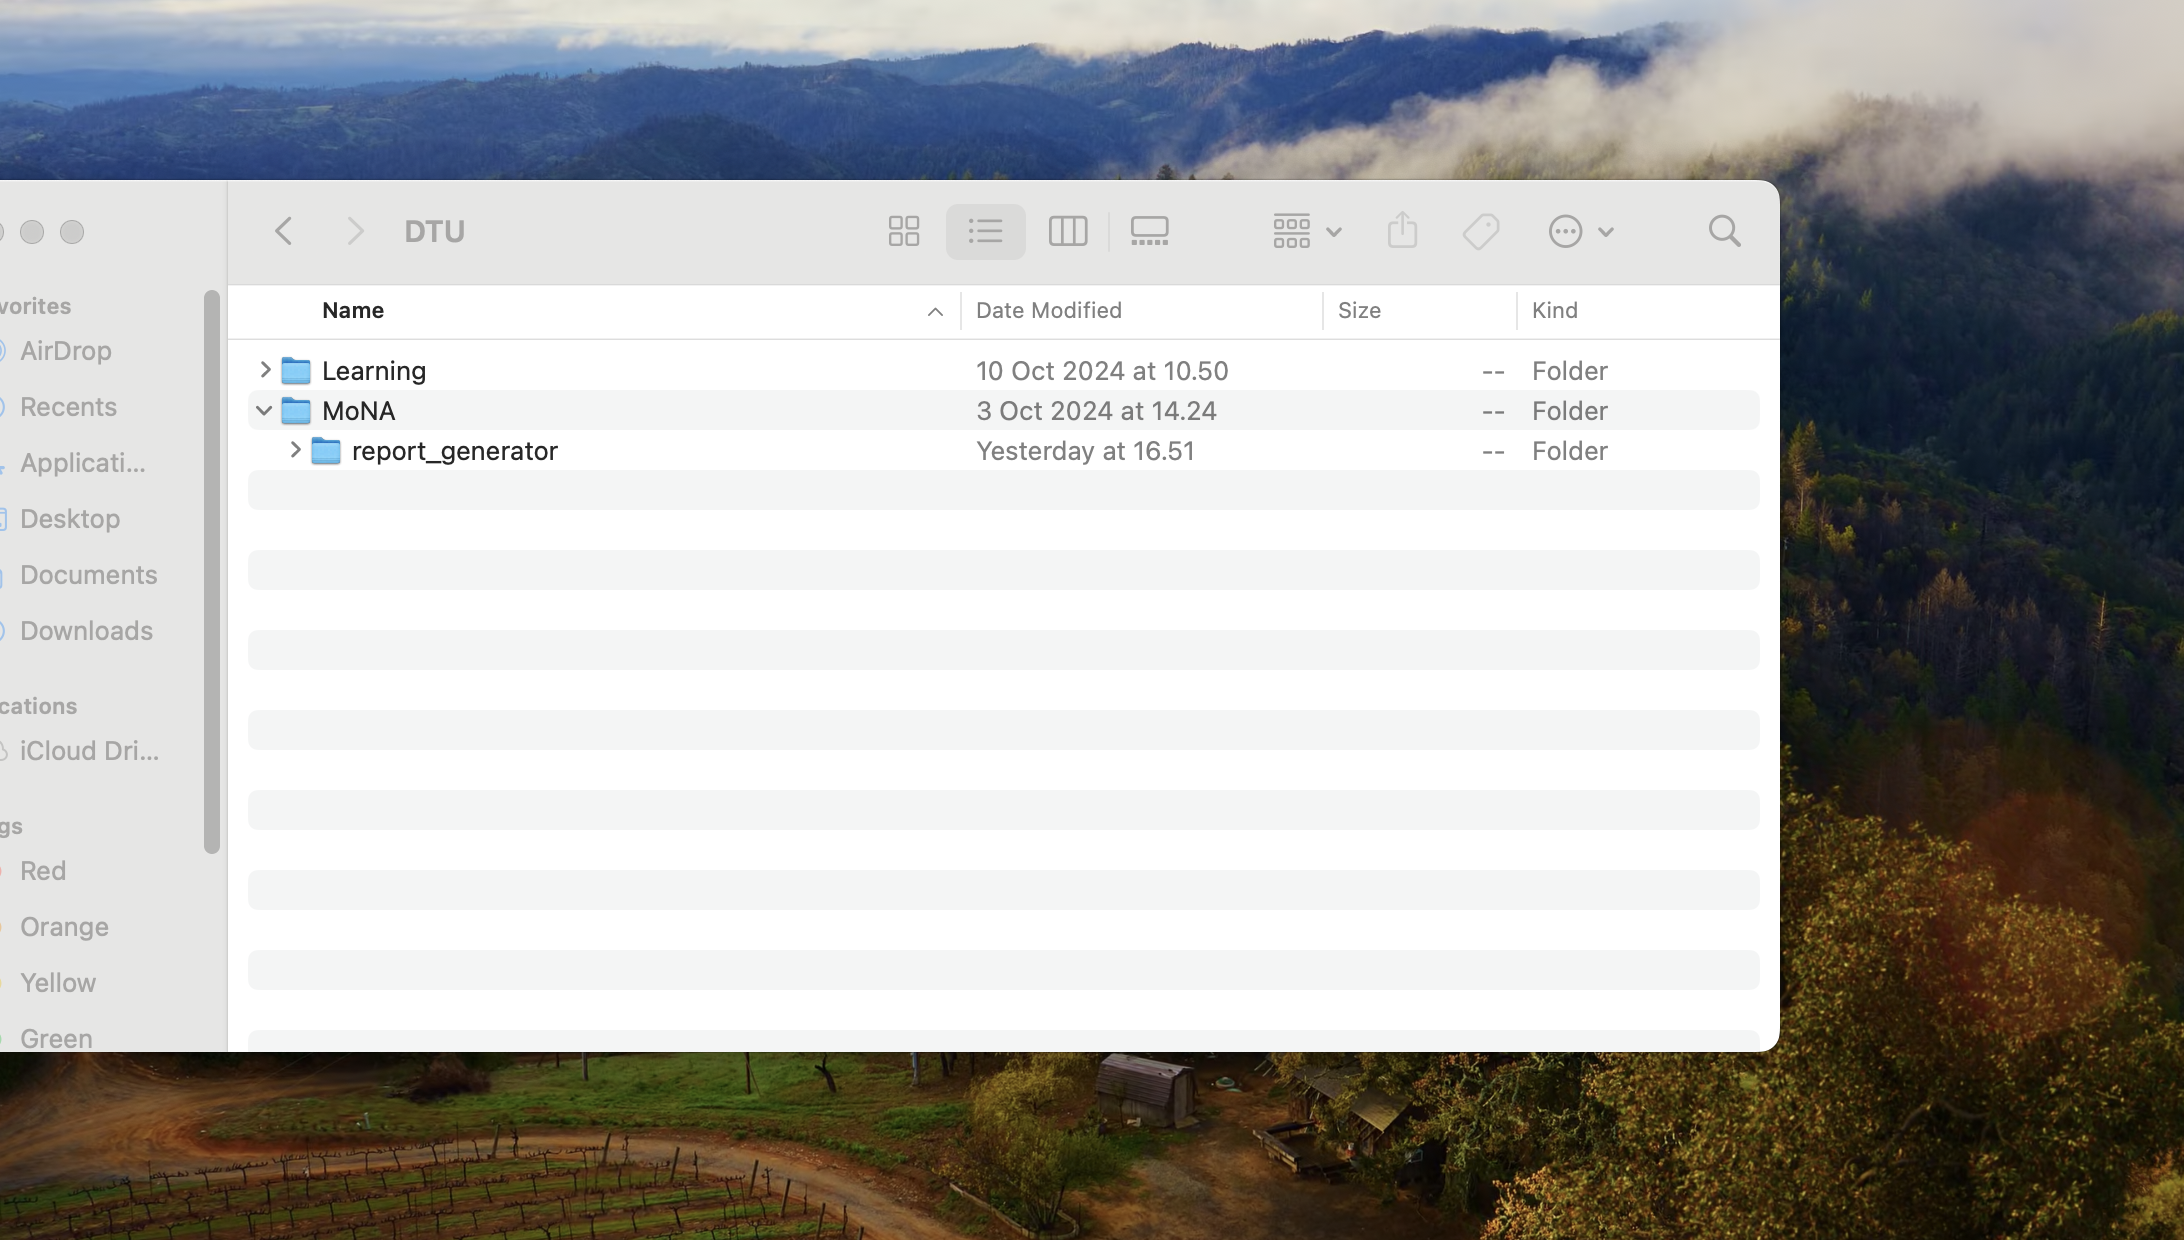 DTU
vorites
AirDrop
Recents
Applicati...
Desktop
Documents
Downloads
cations
iCloud Dri...
gs
Red
Orange
Yellow
Green
Name Date Modified Size Kind
Learning 10 Oct 2024 at 10.50 -- Folder
MoNA 3 Oct 2024 at 14.24 -- Folder
report_generator Yesterday at 16.51 -- Folder